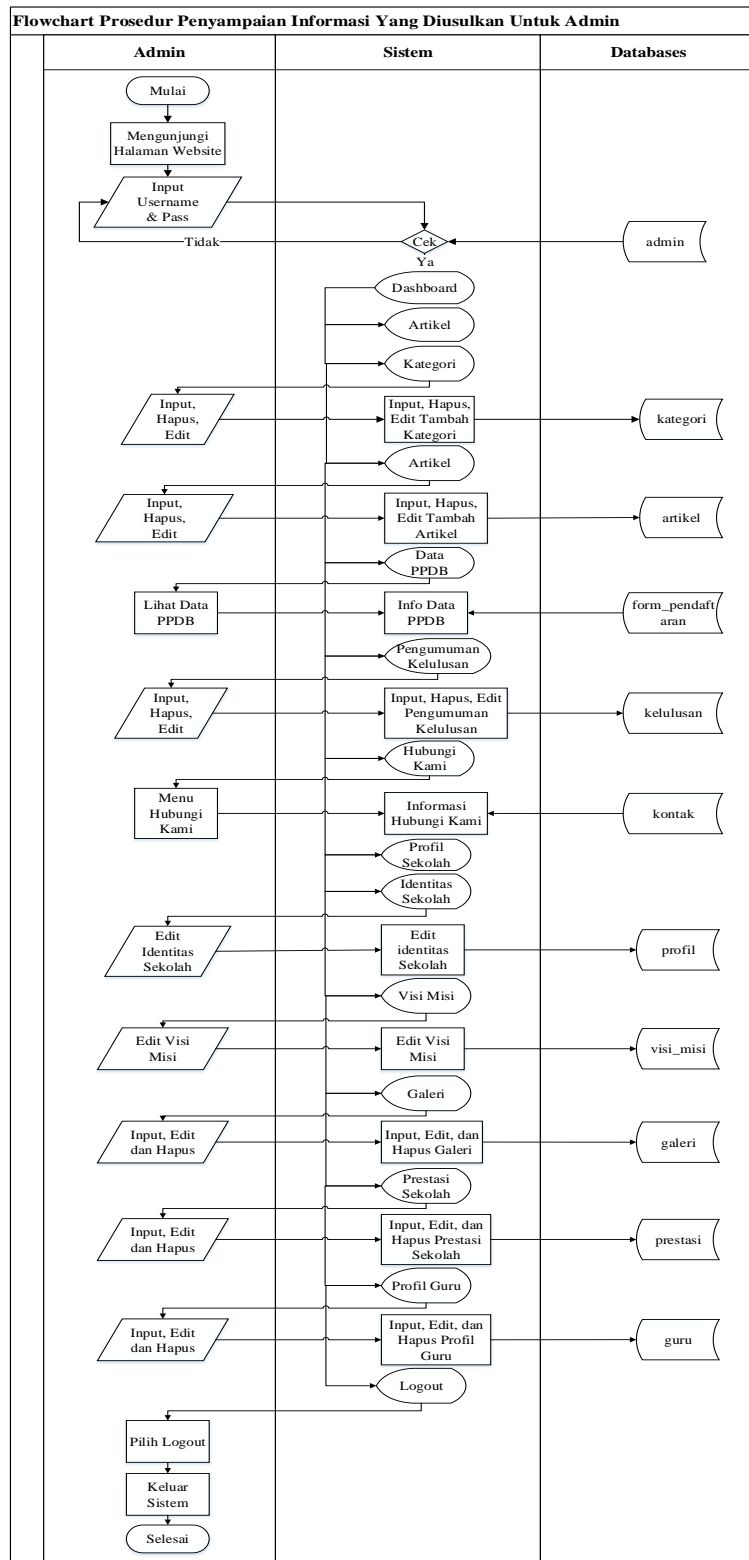 Flowchart Prosedur Penyampaian Informasi Yang Diusulkan Untuk Admin
Admin
Sistem
Databases
Mulai
Mengunjungi
Halaman Website
Input
Username
& Pass
Tidak
Cek
admin
Ya
Dashboard
Artikel
Kategori
Input,
Hapus,
Edit
Input, Hapus,
Edit Tambah
Kategori
kategori
Artikel
Input,
Hapus,
Edit
Input, Hapus,
Edit Tambah
Artikel
artikel
Data
PPDB
Lihat Data
PPDB
Info Data
PPDB
form_pendaft
aran
Pengumuman
Kelulusan
Input,
Hapus,
Edit
Input, Hapus, Edit
Pengumuman
Kelulusan
kelulusan
Hubungi
Kami
Menu
Hubungi
Kami
Informasi
Hubungi Kami
kontak
Profil
Sekolah
Identitas
Sekolah
Edit
Identitas
Sekolah
Edit
identitas
Sekolah
profil
Visi Misi
Edit Visi
Misi
Edit Visi
Misi
visi_misi
Galeri
Input, Edit
dan Hapus
Input, Edit, dan
Hapus Galeri
galeri
Prestasi
Sekolah
Input, Edit
dan Hapus
Input, Edit, dan
Hapus Prestasi
Sekolah
prestasi
Profil Guru
Input, Edit
dan Hapus
Input, Edit, dan
Hapus Profil
Guru
guru
Logout
Pilih Logout
Keluar
Sistem
Selesai